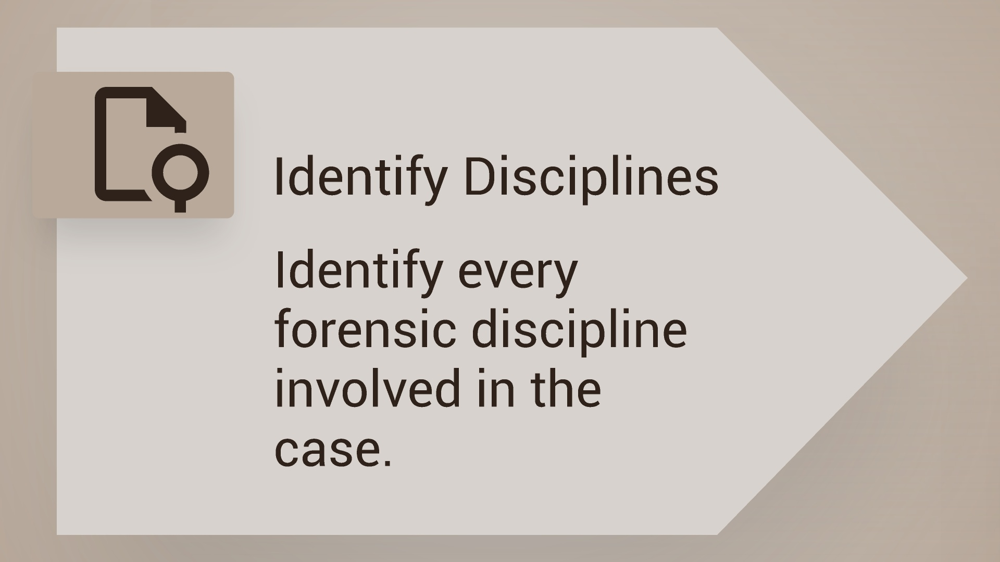 Identify Disciplines
Identify every
forensic discipline
involved in the
case.